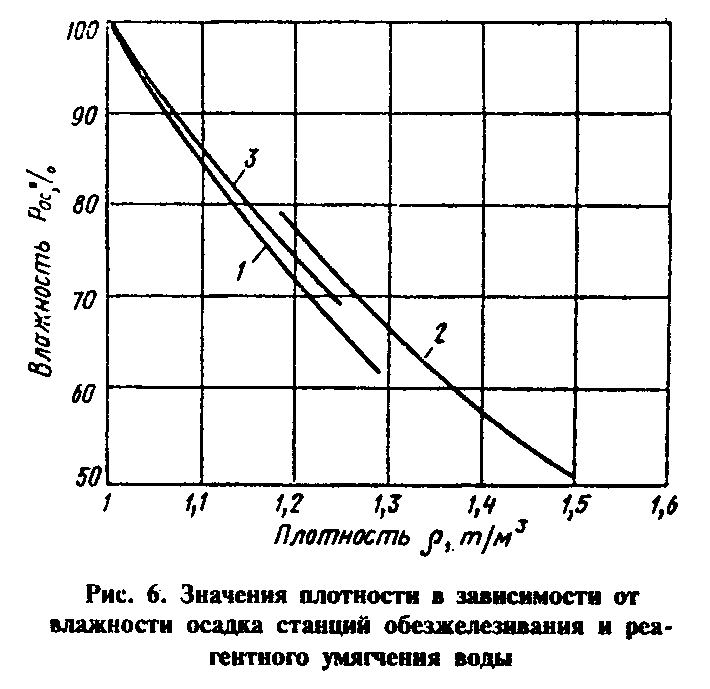 Влажность Pос″, %
100
90
80
70
60
50
3
1
2
1 1,1 1,2 1,3 1,4 1,5 1,6
Плотность ρ, т/м³
Рис. 6. Значения плотности в зависимости от
влажности осадка станций обезжелезивания и реа-
гентного умягчения воды